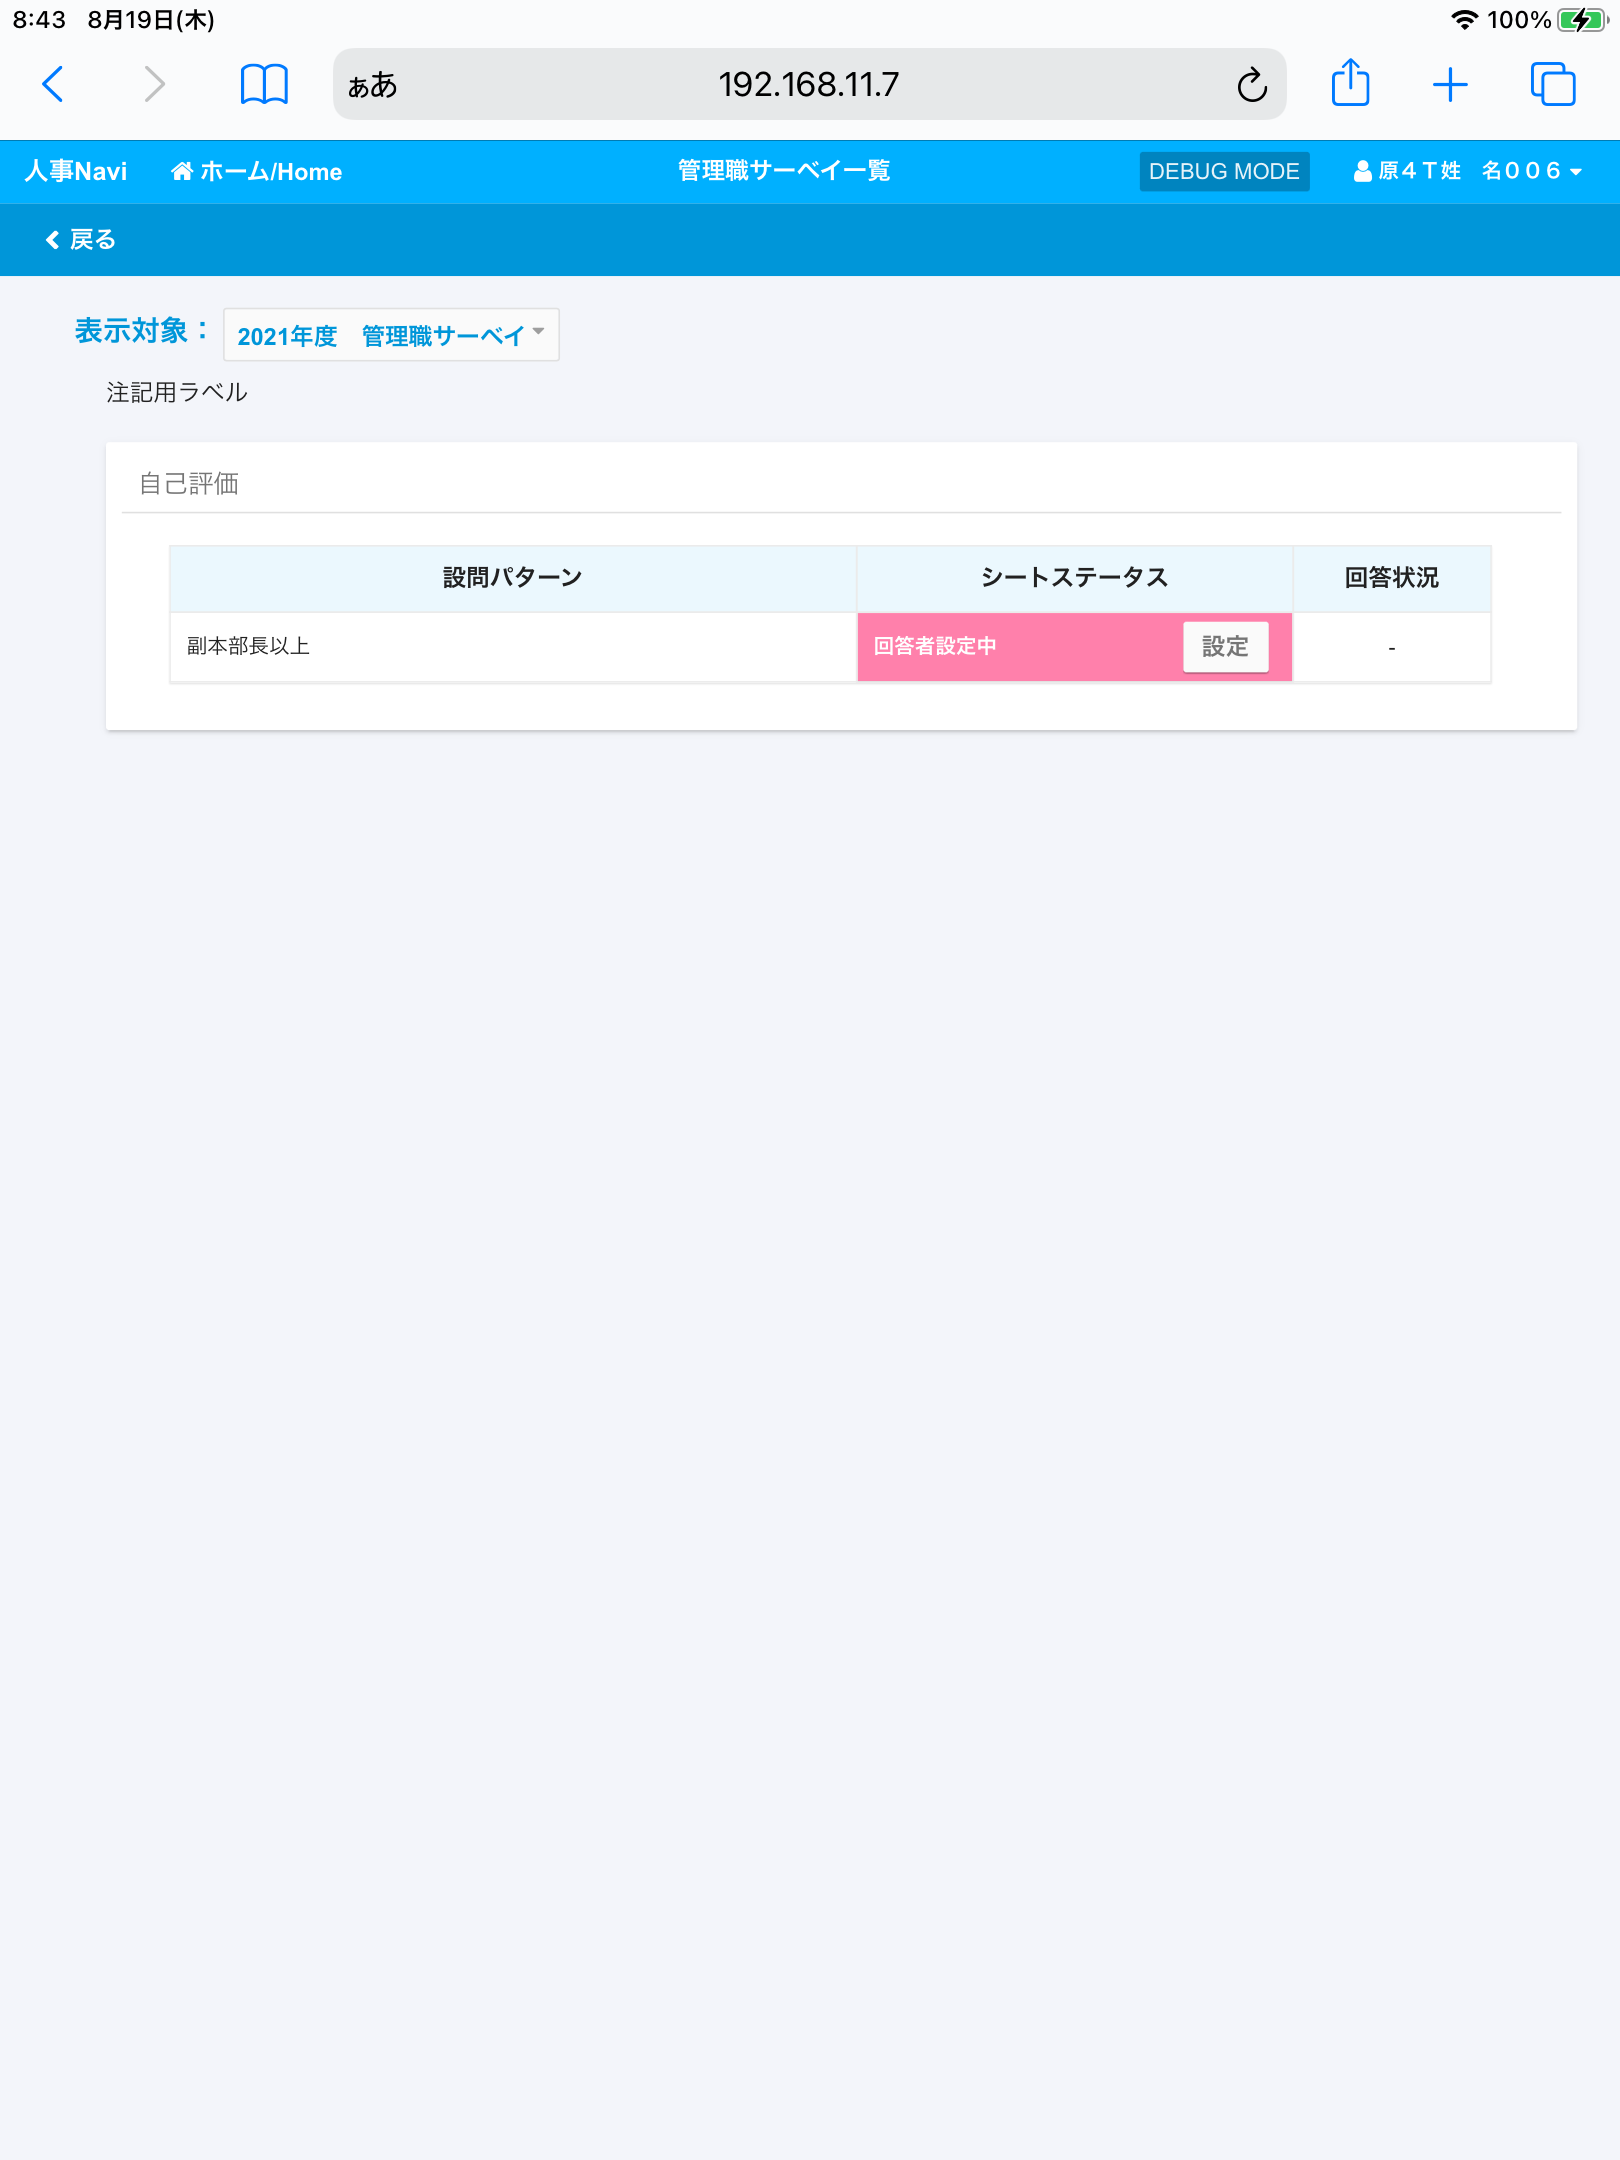 8:43 8月19日(木) 100%
ぁあ 192.168.11.7
人事Navi ホーム/Home 管理職サーベイ一覧 DEBUG MODE 原４Ｔ姓　名００６
戻る
表示対象： 2021年度　管理職サーベイ
注記用ラベル
自己評価
設問パターン シートステータス 回答状況
副本部長以上 回答者設定中 設定 -